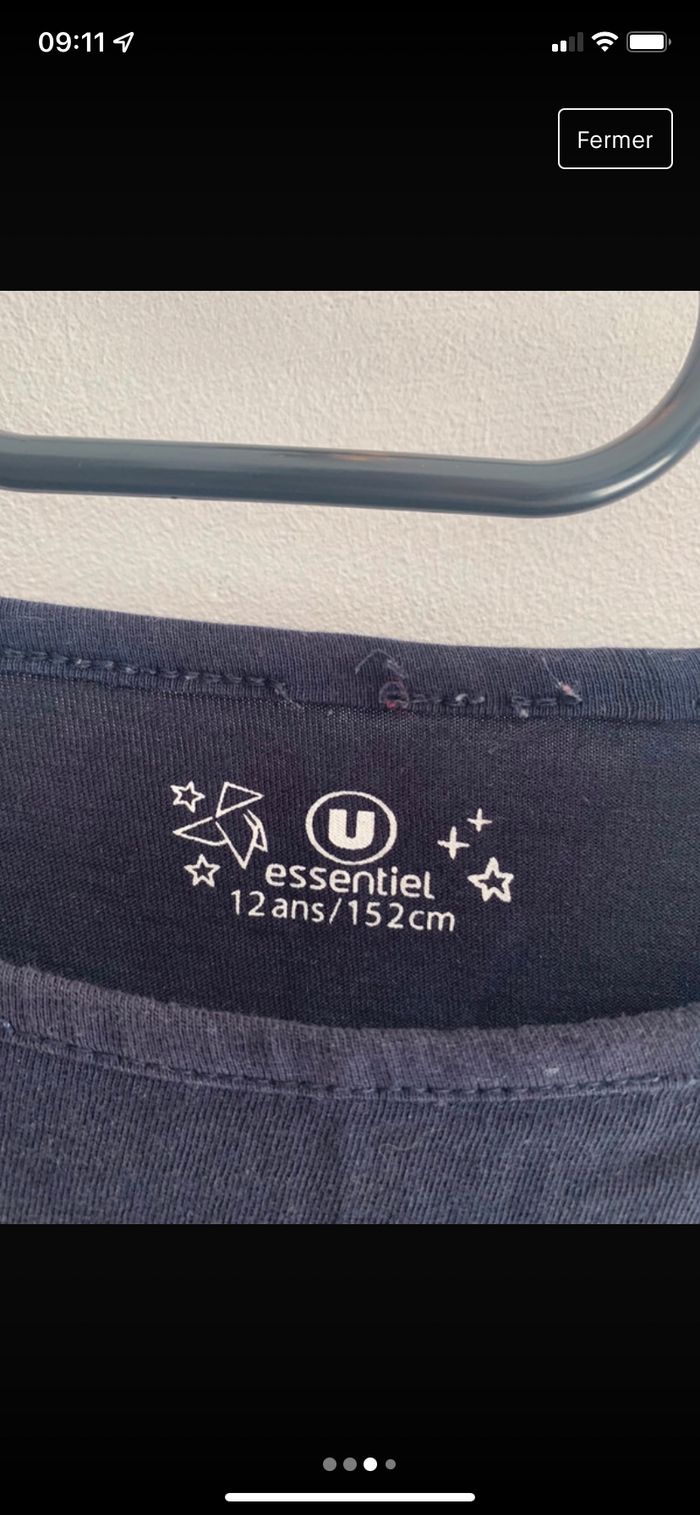 09:11
Fermer
U
essentiel
12ans/152cm